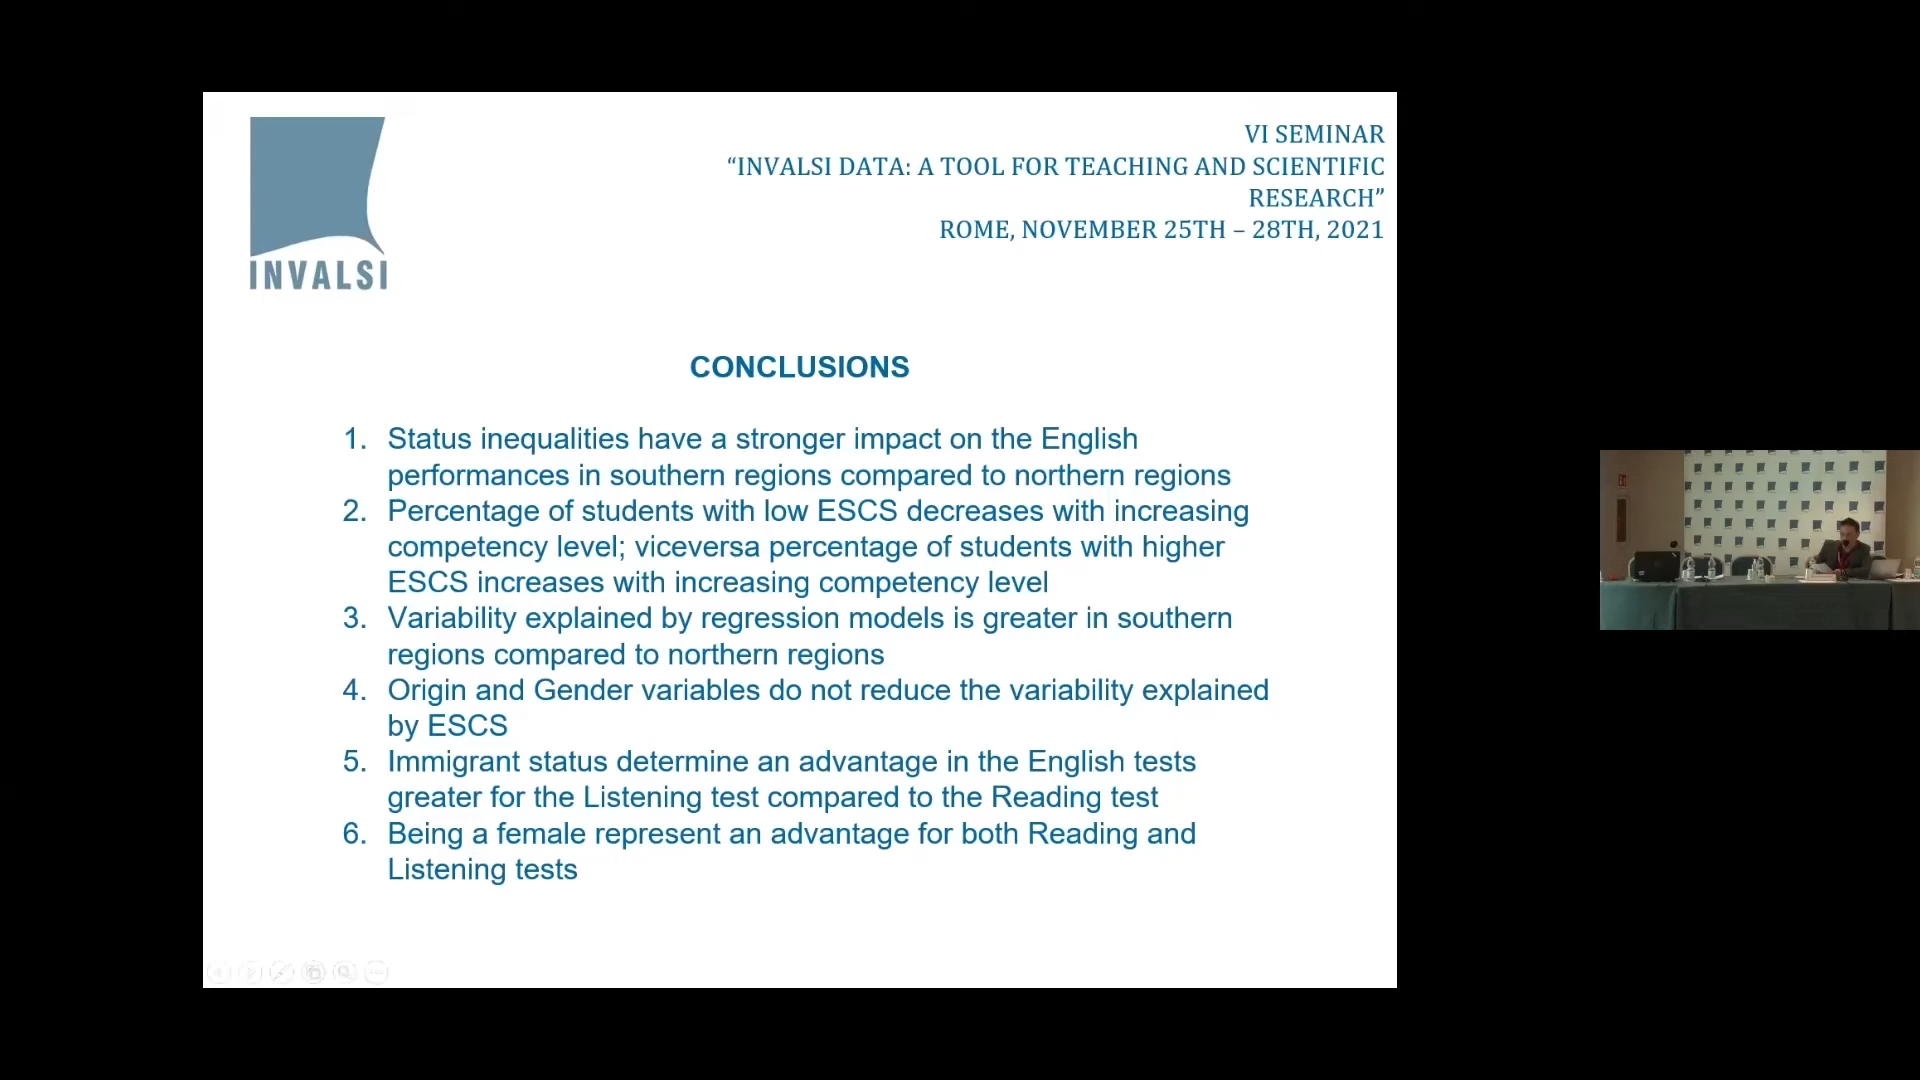 INVALSI
VI SEMINAR
“INVALSI DATA: A TOOL FOR TEACHING AND SCIENTIFIC
RESEARCH”
ROME, NOVEMBER 25TH – 28TH, 2021
CONCLUSIONS
1. Status inequalities have a stronger impact on the English
performances in southern regions compared to northern regions
2. Percentage of students with low ESCS decreases with increasing
competency level; viceversa percentage of students with higher
ESCS increases with increasing competency level
3. Variability explained by regression models is greater in southern
regions compared to northern regions
4. Origin and Gender variables do not reduce the variability explained
by ESCS
5. Immigrant status determine an advantage in the English tests
greater for the Listening test compared to the Reading test
6. Being a female represent an advantage for both Reading and
Listening tests